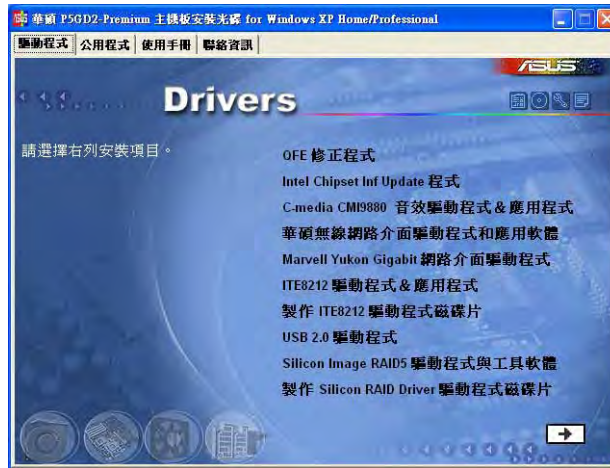 華碩 P5GD2-Premium 主機板安裝光碟 for Windows XP Home/Professional
驅動程式 公用程式 使用手冊 聯絡資訊
ASUS
Drivers
請選擇右列安裝項目。
QFE 修正程式
Intel Chipset Inf Update 程式
C-media CMI9880 音效驅動程式&應用程式
華碩無線網路介面驅動程式和應用軟體
Marvell Yukon Gigabit 網路介面驅動程式
ITE8212 驅動程式&應用程式
製作 ITE8212 驅動程式磁碟片
USB 2.0 驅動程式
Silicon Image RAID5 驅動程式與工具軟體
製作 Silicon RAID Driver 驅動程式磁碟片